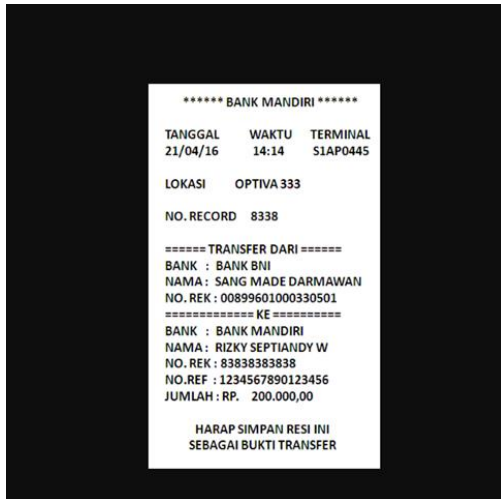 ****** BANK MANDIRI ******
TANGGAL WAKTU TERMINAL
21/04/16 14:14 S1AP0445
LOKASI OPTIVA 333
NO. RECORD 8338
====== TRANSFER DARI ======
BANK : BANK BNI
NAMA : SANG MADE DARMAWAN
NO. REK : 00899601000330501
============= KE ==========
BANK : BANK MANDIRI
NAMA : RIZKY SEPTIANDY W
NO. REK : 83838383838
NO.REF : 1234567890123456
JUMLAH : RP. 200.000,00
HARAP SIMPAN RESI INI
SEBAGAI BUKTI TRANSFER